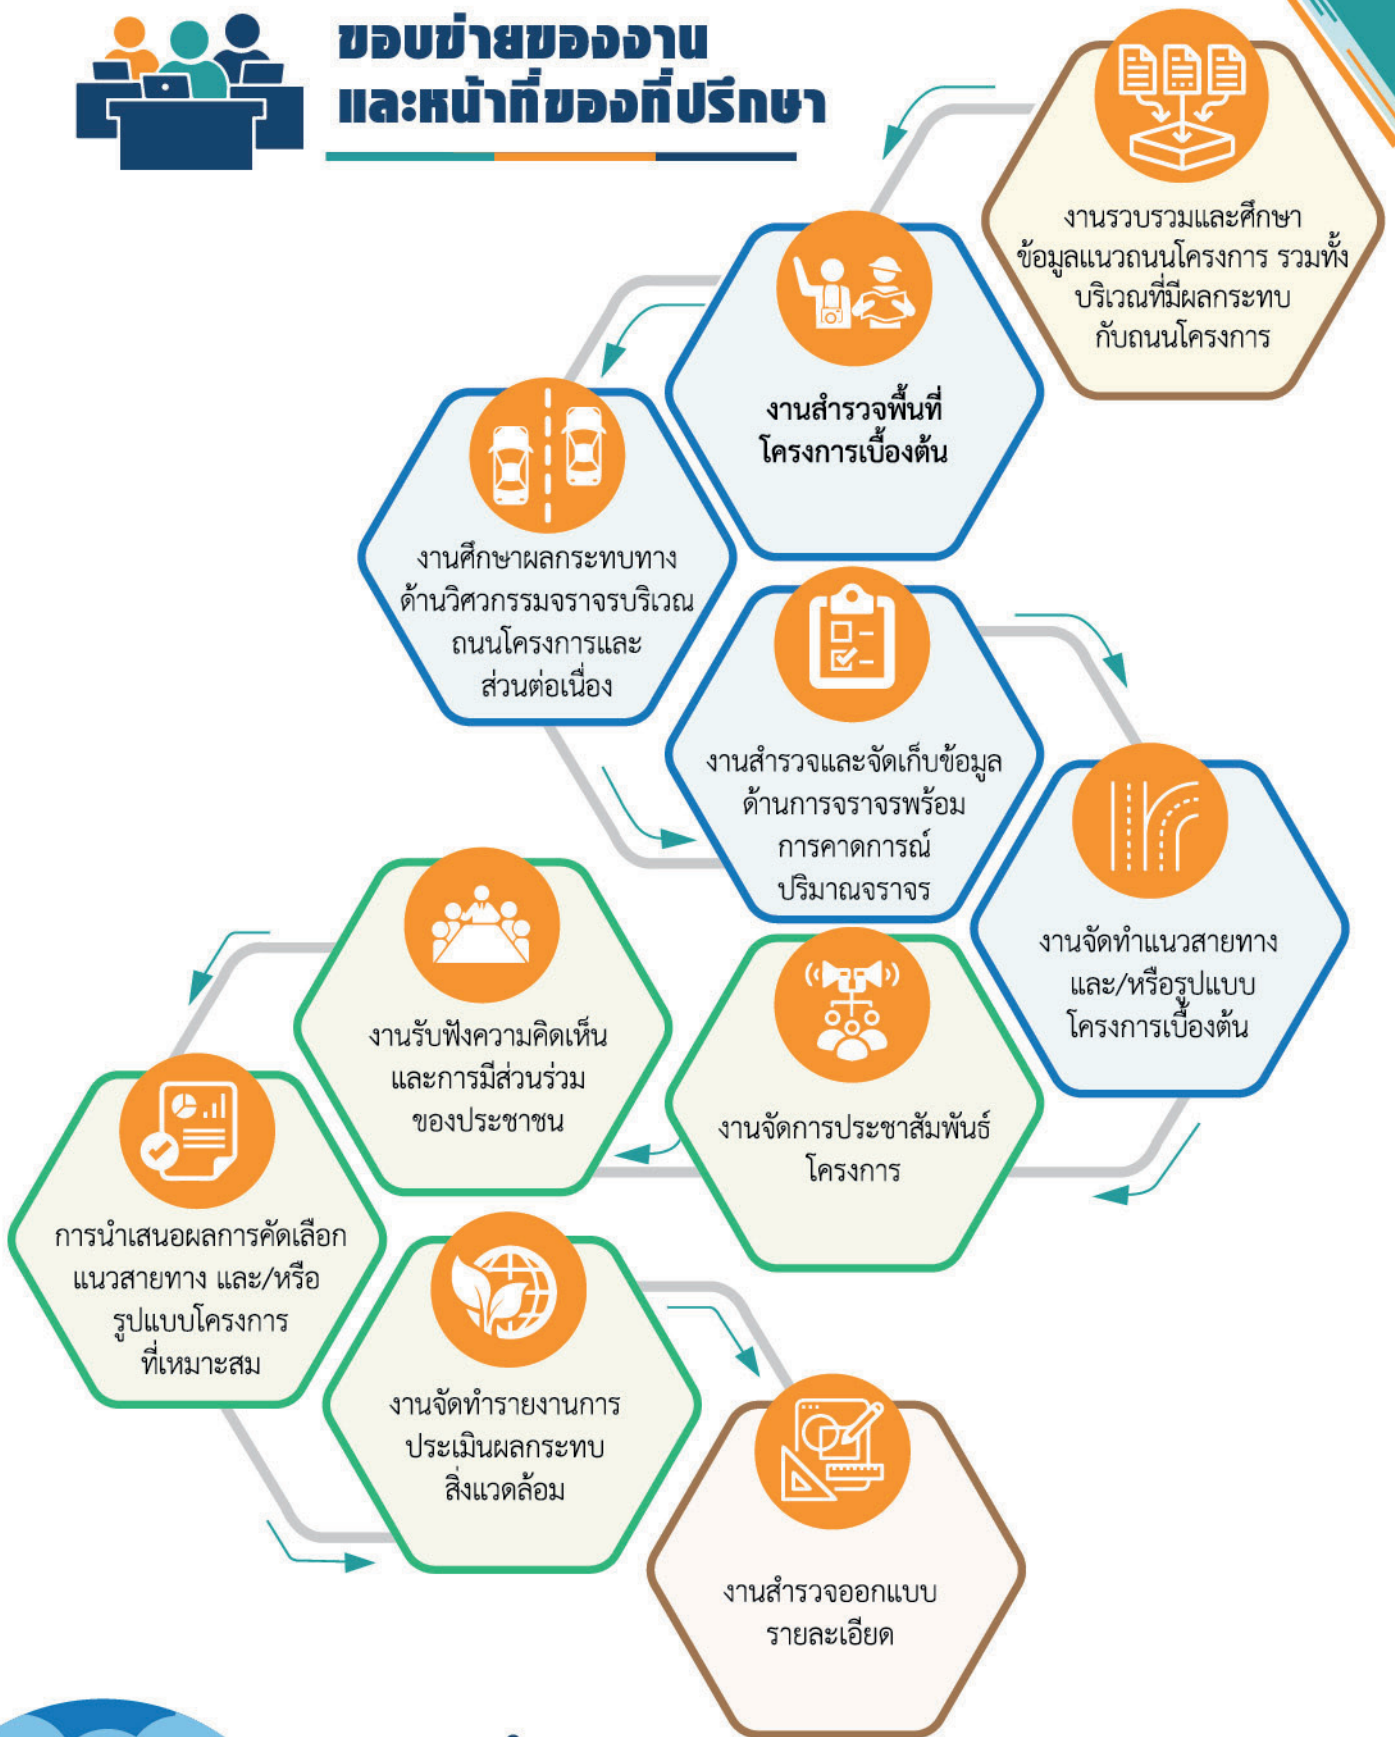 ขอบข่ายของงาน
และหน้าที่ของที่ปรึกษา
งานรวบรวมและศึกษา
ข้อมูลแนวถนนโครงการ รวมทั้ง
บริเวณที่มีผลกระทบ
กับถนนโครงการ
งานสำรวจพื้นที่
โครงการเบื้องต้น
งานศึกษาผลกระทบทาง
ด้านวิศวกรรมจราจรบริเวณ
ถนนโครงการและ
ส่วนต่อเนื่อง
งานสำรวจและจัดเก็บข้อมูล
ด้านการจราจรพร้อม
การคาดการณ์
ปริมาณจราจร
งานจัดทำแนวสายทาง
และ/หรือรูปแบบ
โครงการเบื้องต้น
งานจัดการประชาสัมพันธ์
โครงการ
งานรับฟังความคิดเห็น
และการมีส่วนร่วม
ของประชาชน
การนำเสนอผลการคัดเลือก
แนวสายทาง และ/หรือ
รูปแบบโครงการ
ที่เหมาะสม
งานจัดทำรายงานการ
ประเมินผลกระทบ
สิ่งแวดล้อม
งานสำรวจออกแบบ
รายละเอียด